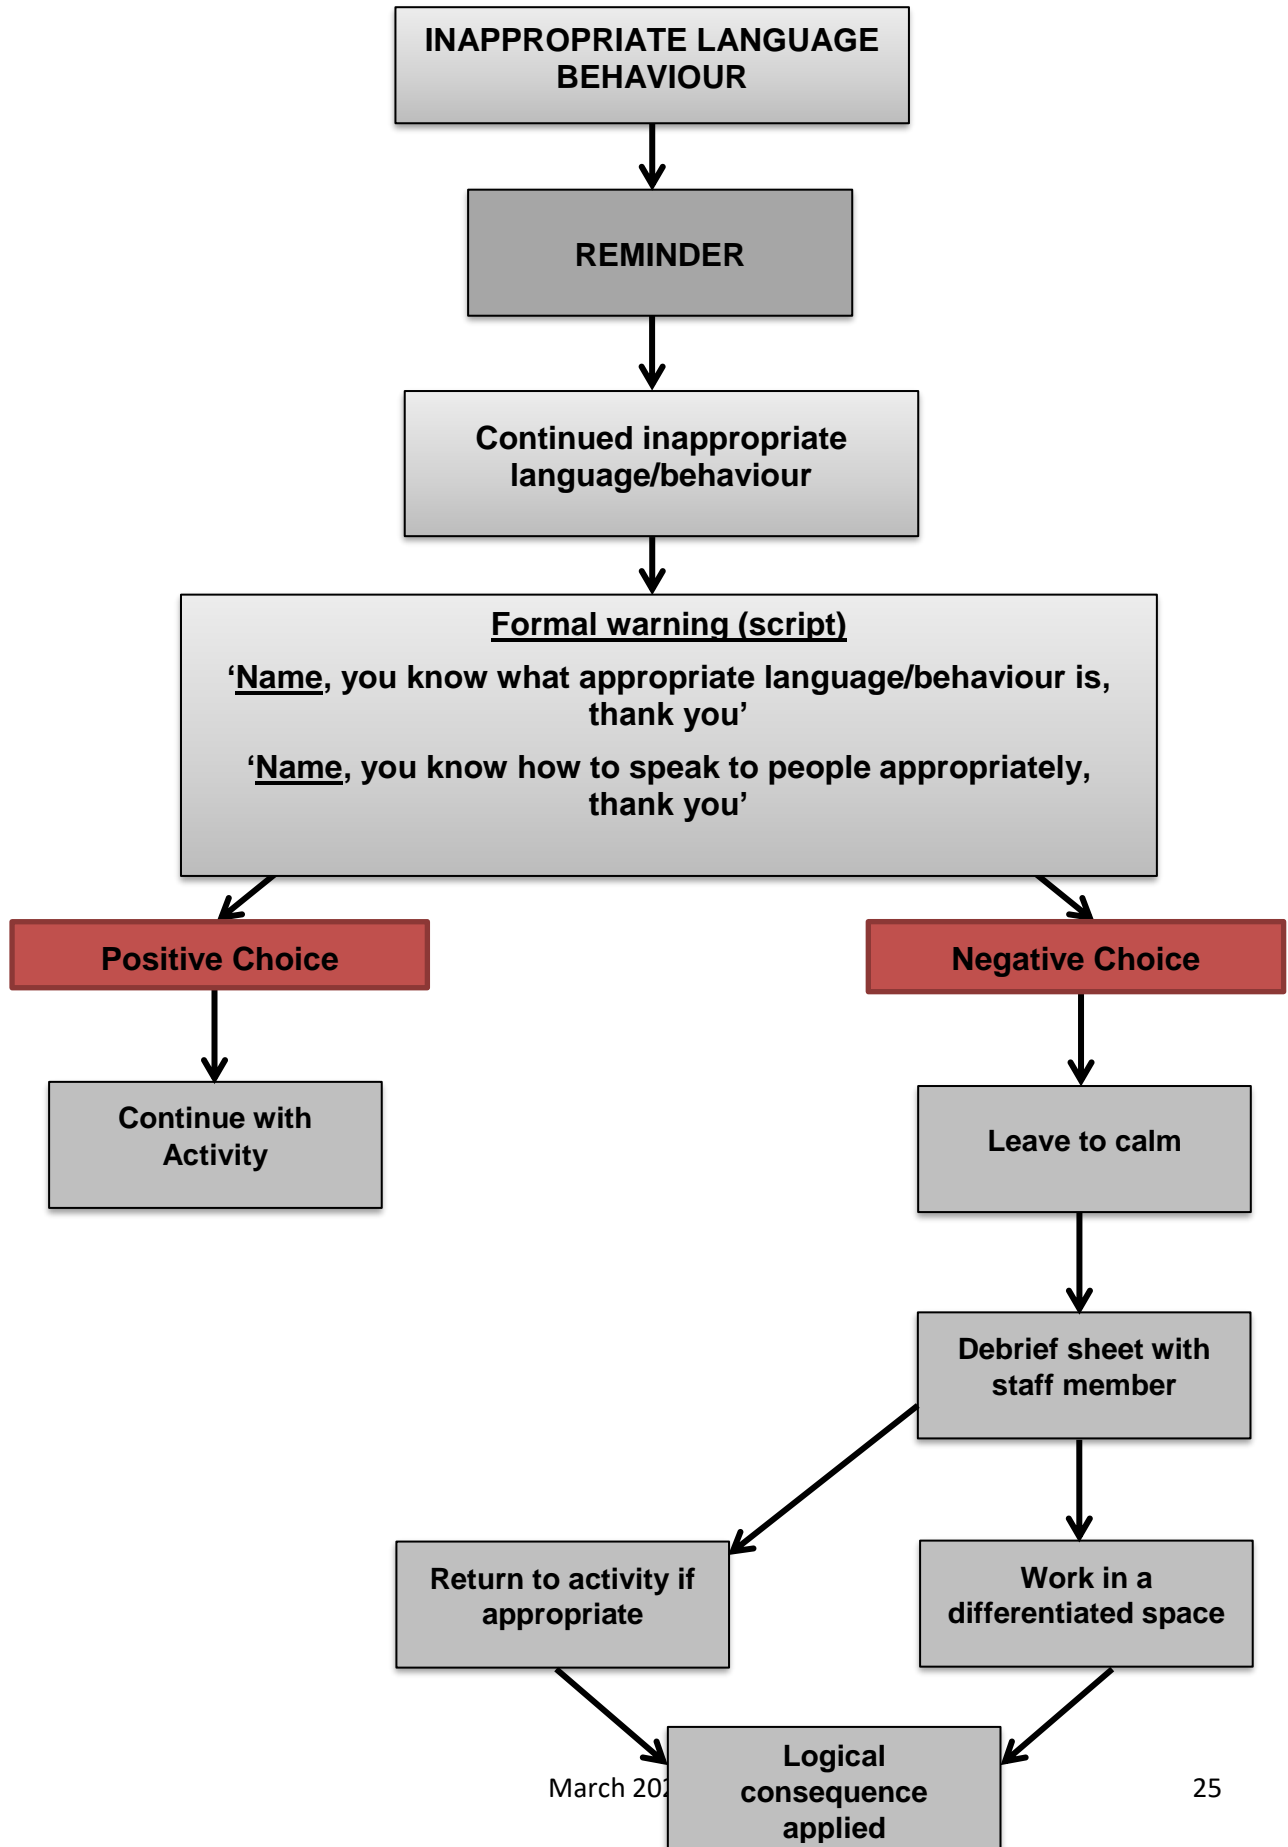 INAPPROPRIATE LANGUAGE
BEHAVIOUR
REMINDER
Continued inappropriate
language/behaviour
Formal warning (script)
‘Name, you know what appropriate language/behaviour is,
thank you’
‘Name, you know how to speak to people appropriately,
thank you’
Positive Choice
Negative Choice
Continue with
Activity
Leave to calm
Debrief sheet with
staff member
Return to activity if
appropriate
Work in a
differentiated space
Logical
consequence
applied
March 202
25